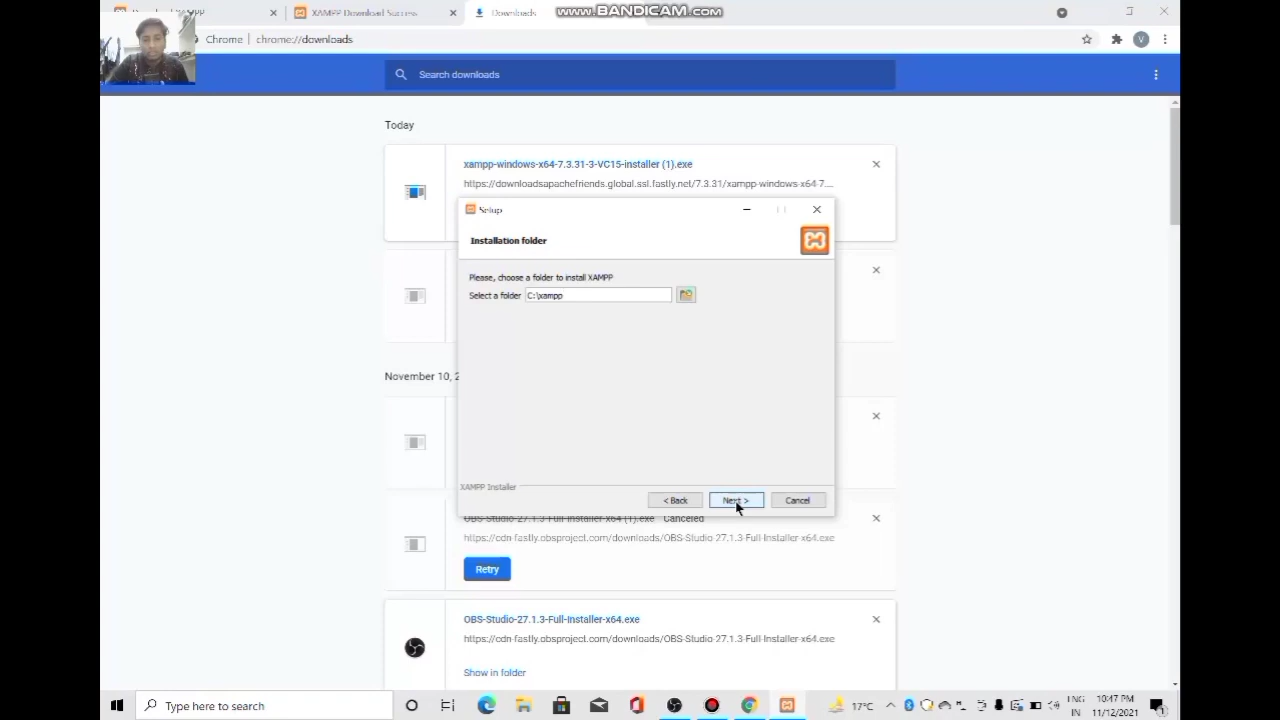 WWW.BANDICAM.COM
XAMPP Download Success
Downloads
Chrome
chrome://downloads
V
Search downloads
Today
xampp-windows-x64-7.3.31-3-VC15-installer (1).exe
https://downloadsapachefriends.global.ssl.fastly.net/7.3.31/xampp-windows-x64-7....
Setup
Installation folder
Please, choose a folder to install XAMPP
Select a folder C:\xampp
November 10, 2
XAMPP Installer
< Back
Next >
Cancel
OBS-Studio-27.1.3-Full-Installer-x64 (1).exe Canceled
https://cdn-fastly.obsproject.com/downloads/OBS-Studio-27.1.3-Full-Installer-x64.exe
Retry
OBS-Studio-27.1.3-Full-Installer-x64.exe
https://cdn-fastly.obsproject.com/downloads/OBS-Studio-27.1.3-Full-Installer-x64.exe
Show in folder
Type here to search
17°C
ENG
IN
10:47 PM
11/12/2021